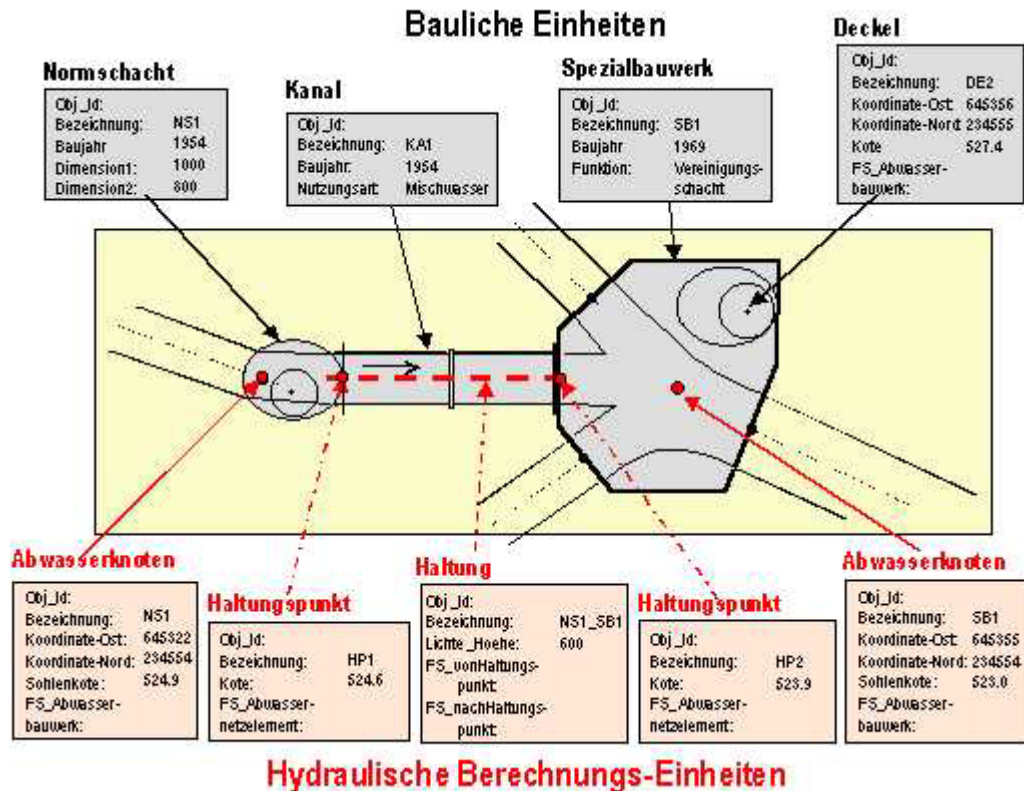 Bauliche Einheiten
Normschacht
Obj_Id:
Bezeichnung: NS1
Baujahr 1954
Dimension1: 1000
Dimension2: 800
Kanal
Obj_Id:
Bezeichnung: KA1
Baujahr: 1954
Nutzungsart: Mischwasser
Spezialbauwerk
Obj_Id:
Bezeichnung: SB1
Baujahr 1969
Funktion: Vereinigungs-
schacht
Deckel
Obj_Id:
Bezeichnung: DE2
Koordinate-Ost: 645356
Koordinate-Nord: 234555
Kote 527.4
FS_Abwasser-
bauwerk:
Abwasserknoten
Obj_Id:
Bezeichnung: NS1
Koordinate-Ost: 645322
Koordinate-Nord: 234554
Sohlenkote: 524.9
FS_Abwasser-
bauwerk:
Haltungspunkt
Obj_Id:
Bezeichnung: HP1
Kote: 524.6
FS_Abwasser-
netzelement:
Haltung
Obj_Id:
Bezeichnung: NS1_SB1
Lichte_Hoehe: 600
FS_vonHaltungs-
punkt:
FS_nachHaltungs-
punkt:
Haltungspunkt
Obj_Id:
Bezeichnung: HP2
Kote: 523.9
FS_Abwasser-
netzelement:
Abwasserknoten
Obj_Id:
Bezeichnung: SB1
Koordinate-Ost: 645355
Koordinate-Nord: 234554
Sohlenkote: 523.0
FS_Abwasser-
bauwerk:
Hydraulische Berechnungs-Einheiten